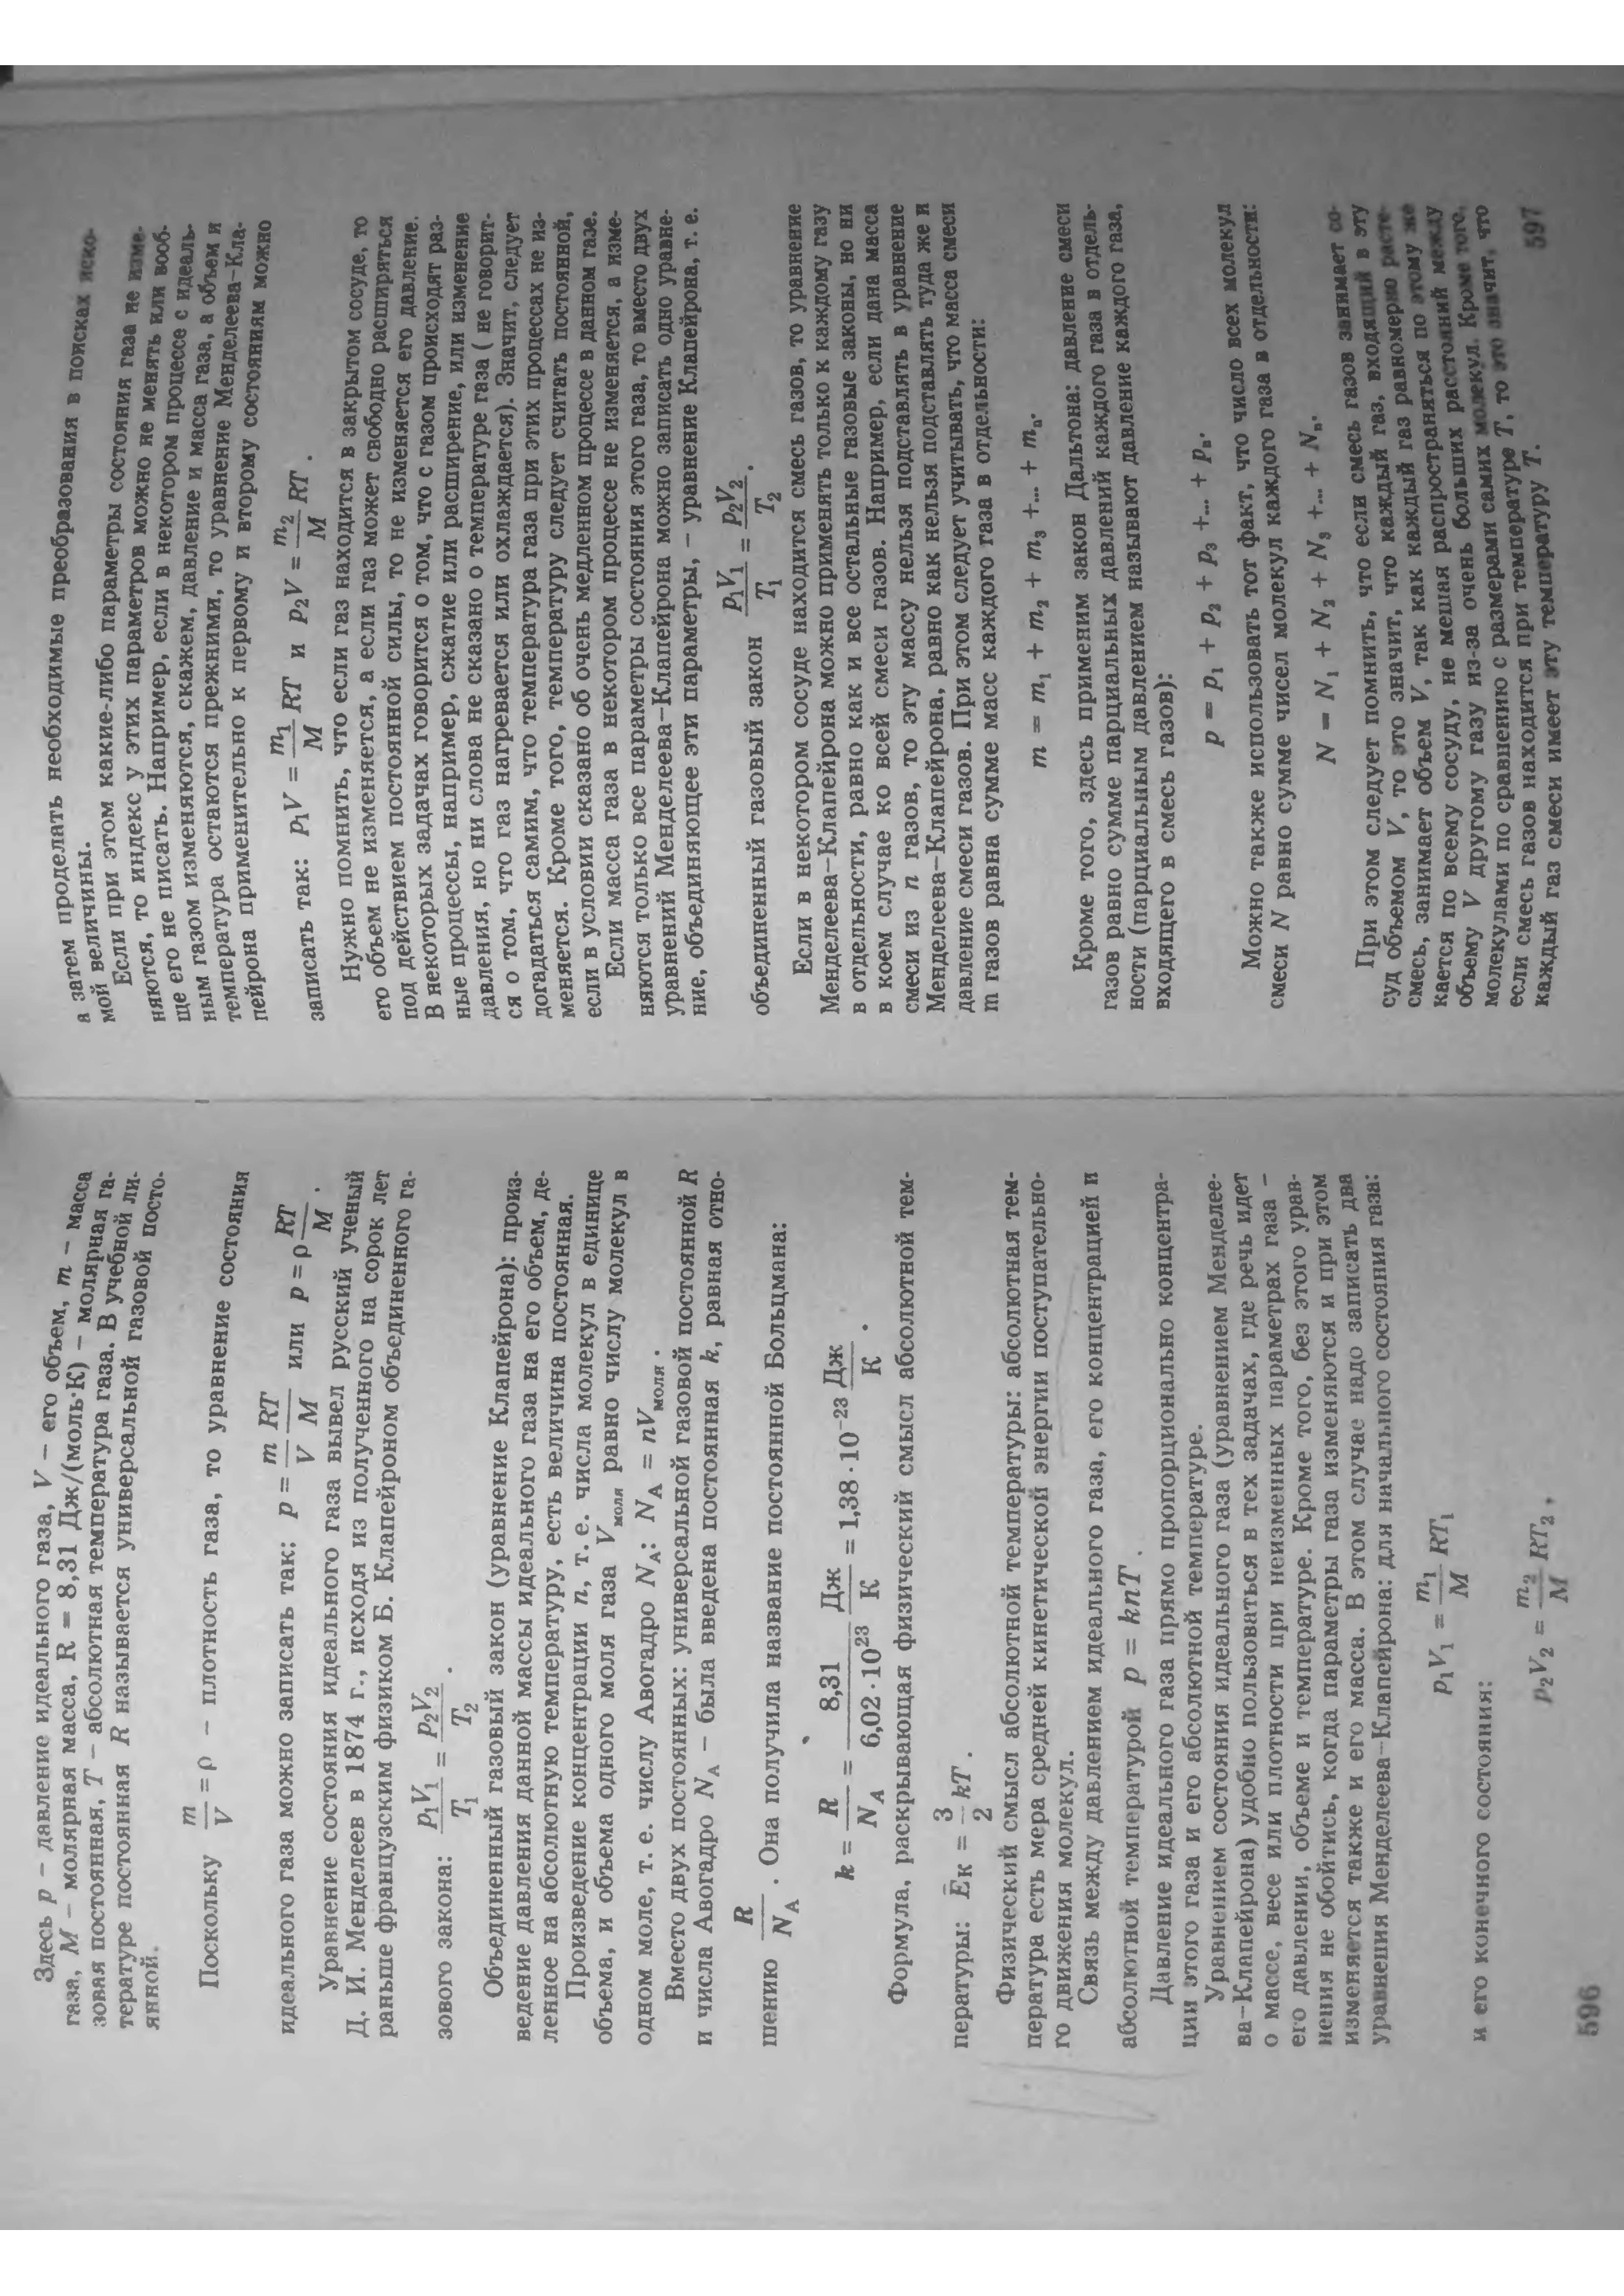 Здесь p – давление идеального газа, V – его объем, m – масса
газа, M – молярная масса, R = 8,31 Дж/(моль·К) – молярная га-
зовая постоянная, T – абсолютная температура газа. В учебной ли-
тературе постоянная R называется универсальной газовой посто-
янной.
Поскольку m/V = ρ – плотность газа, то уравнение состояния
идеального газа можно записать так: p = m/V RT/M или p = ρ RT/M .
Уравнение состояния идеального газа вывел русский ученый
Д. И. Менделеев в 1874 г., исходя из полученного на сорок лет
раньше французским физиком Б. Клапейроном объединенного га-
зового закона: p₁V₁/T₁ = p₂V₂/T₂ .
Объединенный газовый закон (уравнение Клапейрона): произ-
ведение давления данной массы идеального газа на его объем, де-
ленное на абсолютную температуру, есть величина постоянная.
Произведение концентрации n, т. е. числа молекул в единице
объема, и объема одного моля газа Vмоля равно числу молекул в
одном моле, т. е. числу Авогадро N_A: N_A = nVмоля .
Вместо двух постоянных: универсальной газовой постоянной R
и числа Авогадро N_A – была введена постоянная k, равная отно-
шению R/N_A . Она получила название постоянной Больцмана:
k = R/N_A = 8,31/6,02·10²³ Дж/К = 1,38·10⁻²³ Дж/К .
Формула, раскрывающая физический смысл абсолютной тем-
пературы: Ēк = 3/2 kT .
Физический смысл абсолютной температуры: абсолютная тем-
пература есть мера средней кинетической энергии поступательно-
го движения молекул.
Связь между давлением идеального газа, его концентрацией и
абсолютной температурой p = knT .
Давление идеального газа прямо пропорционально концентра-
ции этого газа и его абсолютной температуре.
Уравнением состояния идеального газа (уравнением Менделее-
ва–Клапейрона) удобно пользоваться в тех задачах, где речь идет
о массе, весе или плотности при неизменных параметрах газа –
его давлении, объеме и температуре. Кроме того, без этого урав-
нения не обойтись, когда параметры газа изменяются и при этом
изменяется также и его масса. В этом случае надо записать два
уравнения Менделеева–Клапейрона: для начального состояния газа:
p₁V₁ = m₁/M RT₁
и его конечного состояния:
p₂V₂ = m₂/M RT₂ ,
596
а затем проделать необходимые преобразования в поисках иско-
мой величины.
Если при этом какие-либо параметры состояния газа не изме-
няются, то индекс у этих параметров можно не менять или вооб-
ще его не писать. Например, если в некотором процессе с идеаль-
ным газом изменяются, скажем, давление и масса газа, а объем и
температура остаются прежними, то уравнение Менделеева–Кла-
пейрона применительно к первому и второму состояниям можно
записать так: p₁V = m₁/M RT и p₂V = m₂/M RT .
Нужно помнить, что если газ находится в закрытом сосуде, то
его объем не изменяется, а если газ может свободно расширяться
под действием постоянной силы, то не изменяется его давление.
В некоторых задачах говорится о том, что с газом происходят раз-
ные процессы, например, сжатие или расширение, или изменение
давления, но ни слова не сказано о температуре газа ( не говорит-
ся о том, что газ нагревается или охлаждается). Значит, следует
догадаться самим, что температура газа при этих процессах не из-
меняется. Кроме того, температуру следует считать постоянной,
если в условии сказано об очень медленном процессе в данном газе.
Если масса газа в некотором процессе не изменяется, а изме-
няются только все параметры состояния этого газа, то вместо двух
уравнений Менделеева–Клапейрона можно записать одно уравне-
ние, объединяющее эти параметры, – уравнение Клапейрона, т. е.
объединенный газовый закон p₁V₁/T₁ = p₂V₂/T₂ .
Если в некотором сосуде находится смесь газов, то уравнение
Менделеева–Клапейрона можно применять только к каждому газу
в отдельности, равно как и все остальные газовые законы, но ни
в коем случае ко всей смеси газов. Например, если дана масса
смеси из n газов, то эту массу нельзя подставлять в уравнение
Менделеева–Клапейрона, равно как нельзя подставлять туда же и
давление смеси газов. При этом следует учитывать, что масса смеси
m газов равна сумме масс каждого газа в отдельности:
m = m₁ + m₂ + m₃ +... + mₙ.
Кроме того, здесь применим закон Дальтона: давление смеси
газов равно сумме парциальных давлений каждого газа в отдель-
ности (парциальным давлением называют давление каждого газа,
входящего в смесь газов):
p = p₁ + p₂ + p₃ +... + pₙ.
Можно также использовать тот факт, что число всех молекул
смеси N равно сумме чисел молекул каждого газа в отдельности:
N = N₁ + N₂ + N₃ +... + Nₙ.
При этом следует помнить, что если смесь газов занимает со-
суд объемом V, то это значит, что каждый газ, входящий в эту
смесь, занимает объем V, так как каждый газ равномерно расте-
кается по всему сосуду, не мешая распространяться по этому же
объему V другому газу из-за очень больших расстояний между
молекулами по сравнению с размерами самих молекул. Кроме того,
если смесь газов находится при температуре T, то это значит, что
каждый газ смеси имеет эту температуру T.
597